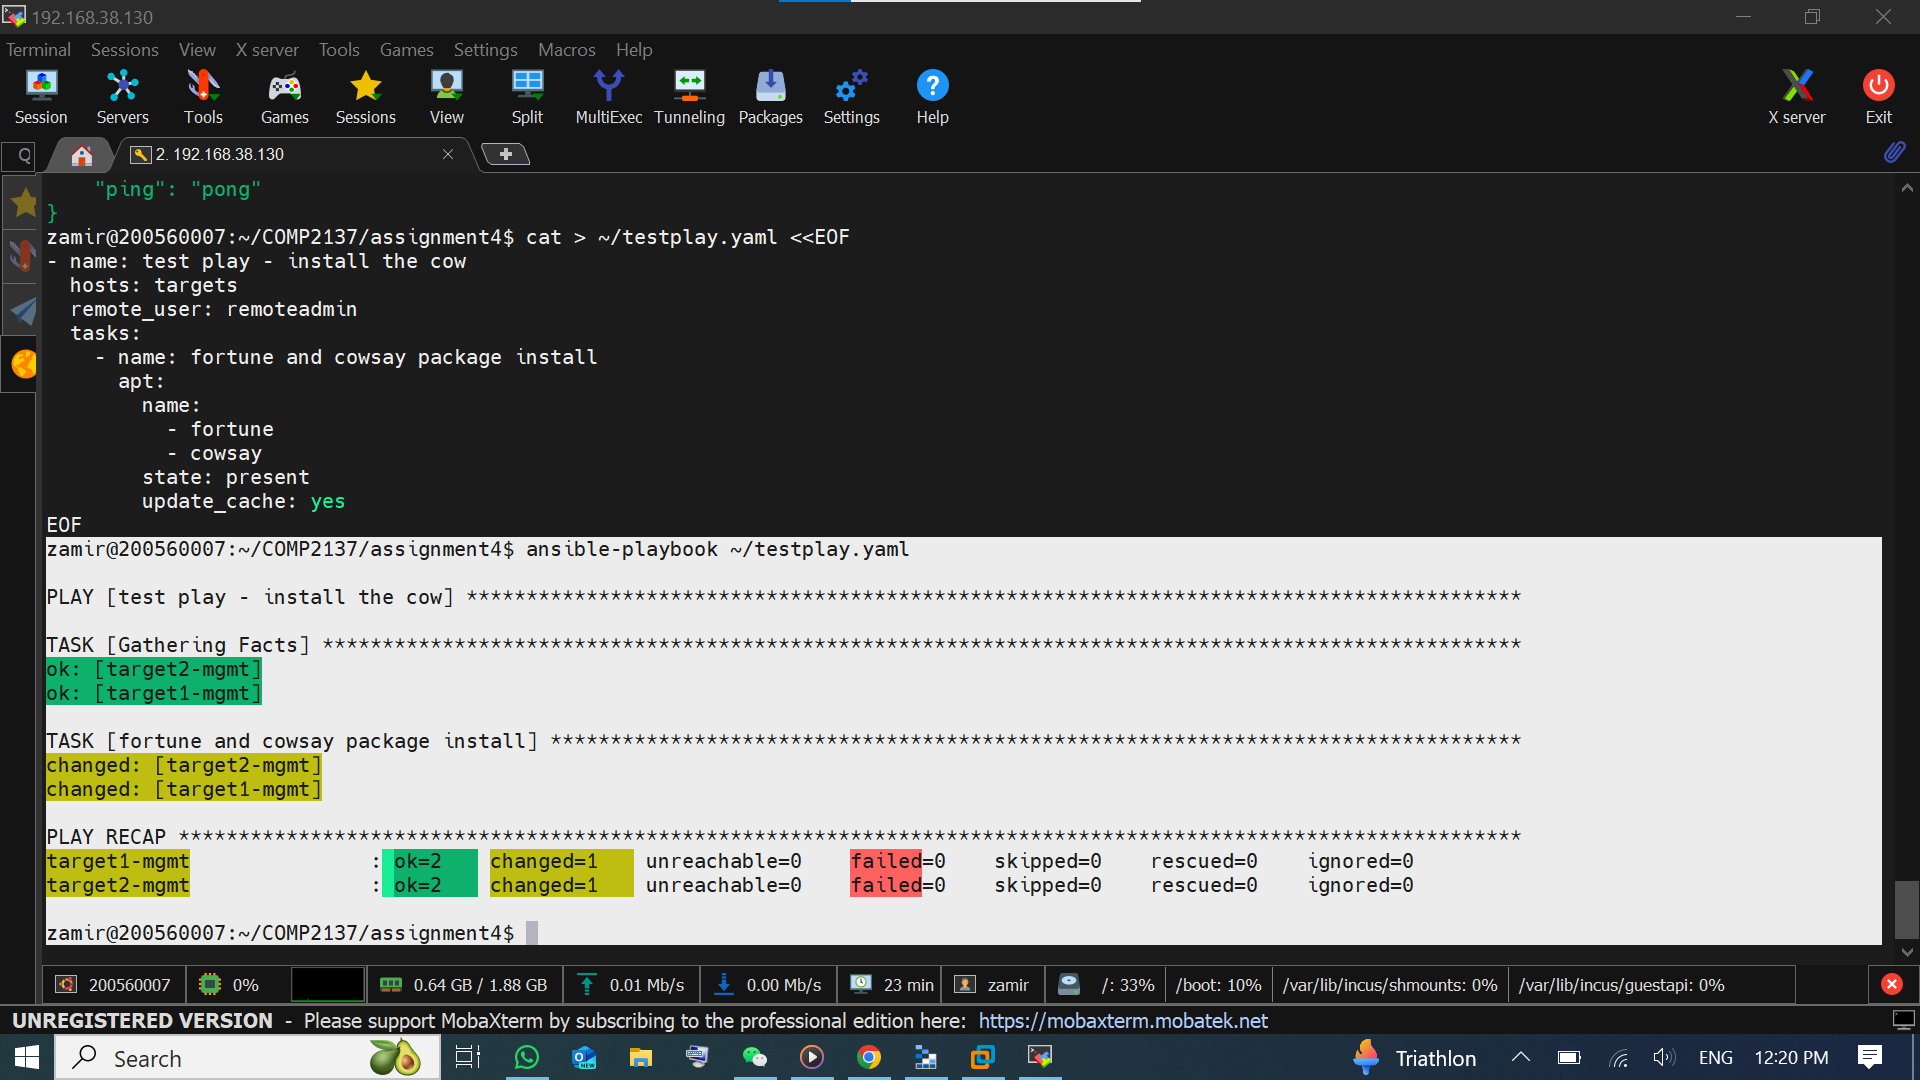 192.168.38.130
Terminal Sessions View X server Tools Games Settings Macros Help
Session Servers Tools Games Sessions View Split MultiExec Tunneling Packages Settings Help X server Exit
2. 192.168.38.130
    "ping": "pong"
}
zamir@200560007:~/COMP2137/assignment4$ cat > ~/testplay.yaml <<EOF
- name: test play - install the cow
  hosts: targets
  remote_user: remoteadmin
  tasks:
    - name: fortune and cowsay package install
      apt:
        name:
          - fortune
          - cowsay
        state: present
        update_cache: yes
EOF
zamir@200560007:~/COMP2137/assignment4$ ansible-playbook ~/testplay.yaml
PLAY [test play - install the cow] ****************************************************************************************
TASK [Gathering Facts] ****************************************************************************************************
ok: [target2-mgmt]
ok: [target1-mgmt]
TASK [fortune and cowsay package install] *********************************************************************************
changed: [target2-mgmt]
changed: [target1-mgmt]
PLAY RECAP ****************************************************************************************************************
target1-mgmt               : ok=2    changed=1    unreachable=0    failed=0    skipped=0    rescued=0    ignored=0
target2-mgmt               : ok=2    changed=1    unreachable=0    failed=0    skipped=0    rescued=0    ignored=0
zamir@200560007:~/COMP2137/assignment4$
200560007 0% 0.64 GB / 1.88 GB 0.01 Mb/s 0.00 Mb/s 23 min zamir /: 33% /boot: 10% /var/lib/incus/shmounts: 0% /var/lib/incus/guestapi: 0%
UNREGISTERED VERSION - Please support MobaXterm by subscribing to the professional edition here: https://mobaxterm.mobatek.net
Search Triathlon ENG 12:20 PM